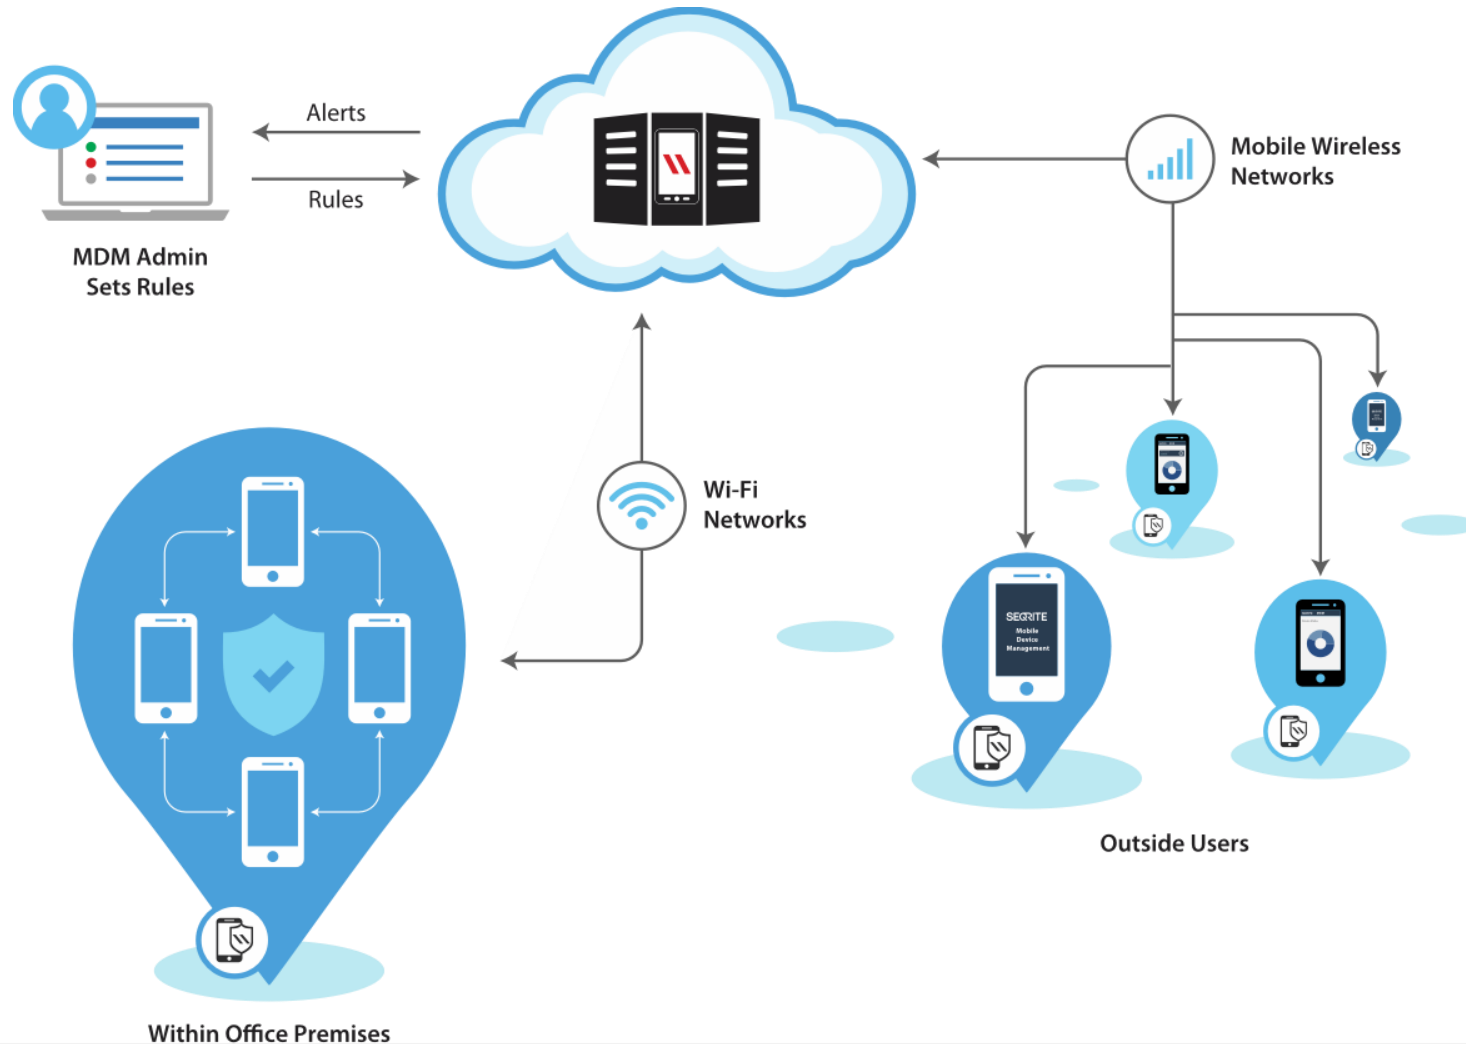 Alerts
Rules
MDM Admin
Sets Rules
Mobile Wireless
Networks
Wi-Fi
Networks
SEQRITE
Mobile
Device
Management
Outside Users
Within Office Premises